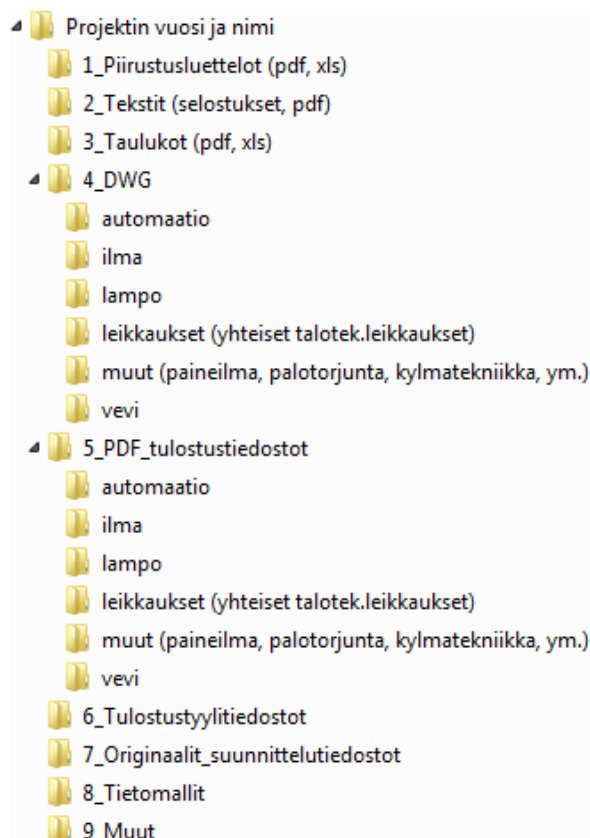 Projektin vuosi ja nimi
1_Piirustusluettelot (pdf, xls)
2_Tekstit (selostukset, pdf)
3_Taulukot (pdf, xls)
4_DWG
automaatio
ilma
lampo
leikkaukset (yhteiset talotek.leikkaukset)
muut (paineilma, palotorjunta, kylmatekniikka, ym.)
vevi
5_PDF_tulostustiedostot
automaatio
ilma
lampo
leikkaukset (yhteiset talotek.leikkaukset)
muut (paineilma, palotorjunta, kylmatekniikka, ym.)
vevi
6_Tulostustyylitiedostot
7_Originaalit_suunnittelutiedostot
8_Tietomallit
9_Muut